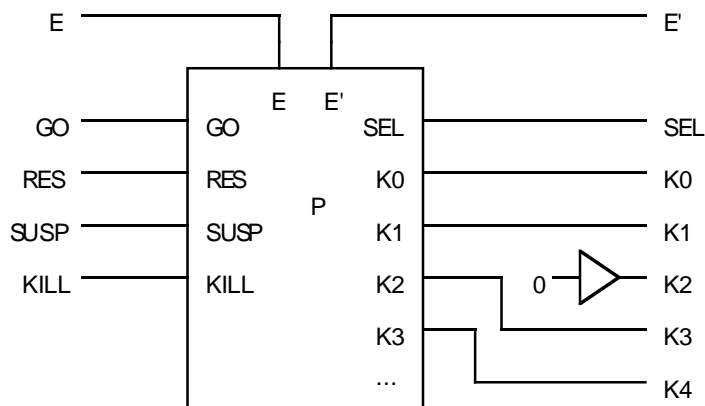 E E'
E E'
GO GO SEL SEL
RES RES K0 K0
P
SUSP SUSP K1 K1
KILL KILL K2 0 K2
K3 K3
... K4